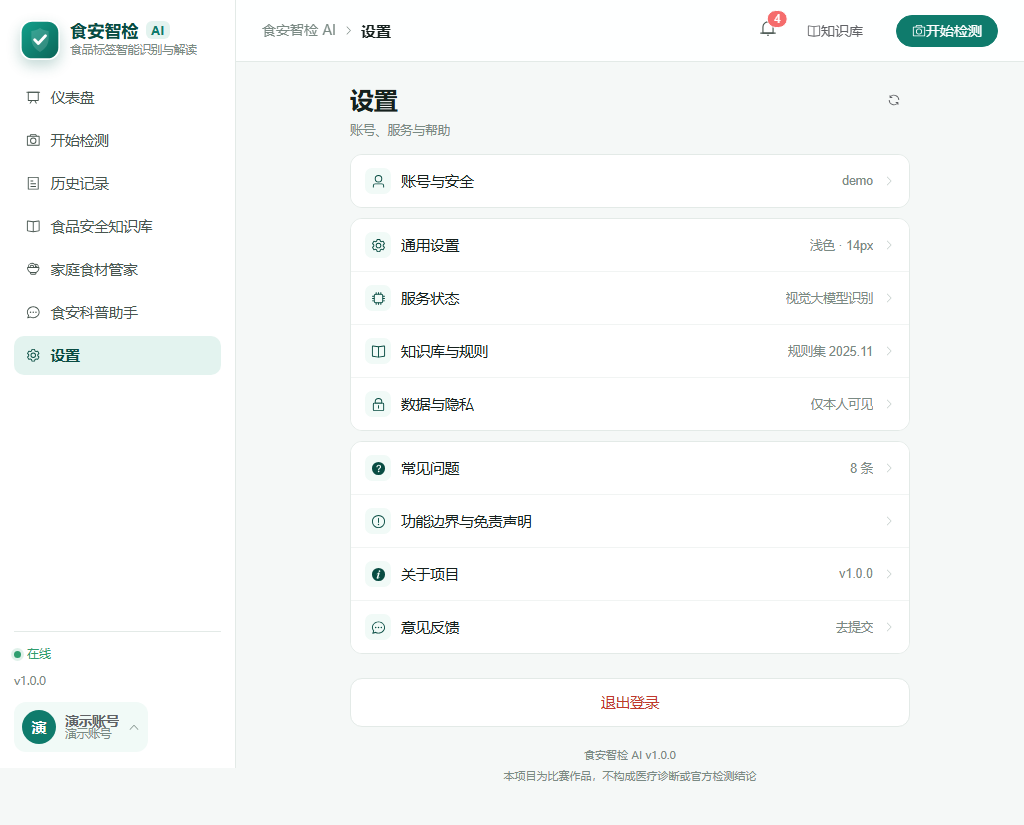 食安智检 AI
食品标签智能识别与解读
仪表盘
开始检测
历史记录
食品安全知识库
家庭食材管家
食安科普助手
设置
在线
v1.0.0
演
演示账号
演示账号
食安智检 AI > 设置
4
知识库
开始检测
设置
账号、服务与帮助
账号与安全 demo
通用设置 浅色 · 14px
服务状态 视觉大模型识别
知识库与规则 规则集 2025.11
数据与隐私 仅本人可见
常见问题 8 条
功能边界与免责声明
关于项目 v1.0.0
意见反馈 去提交
退出登录
食安智检 AI v1.0.0
本项目为比赛作品，不构成医疗诊断或官方检测结论